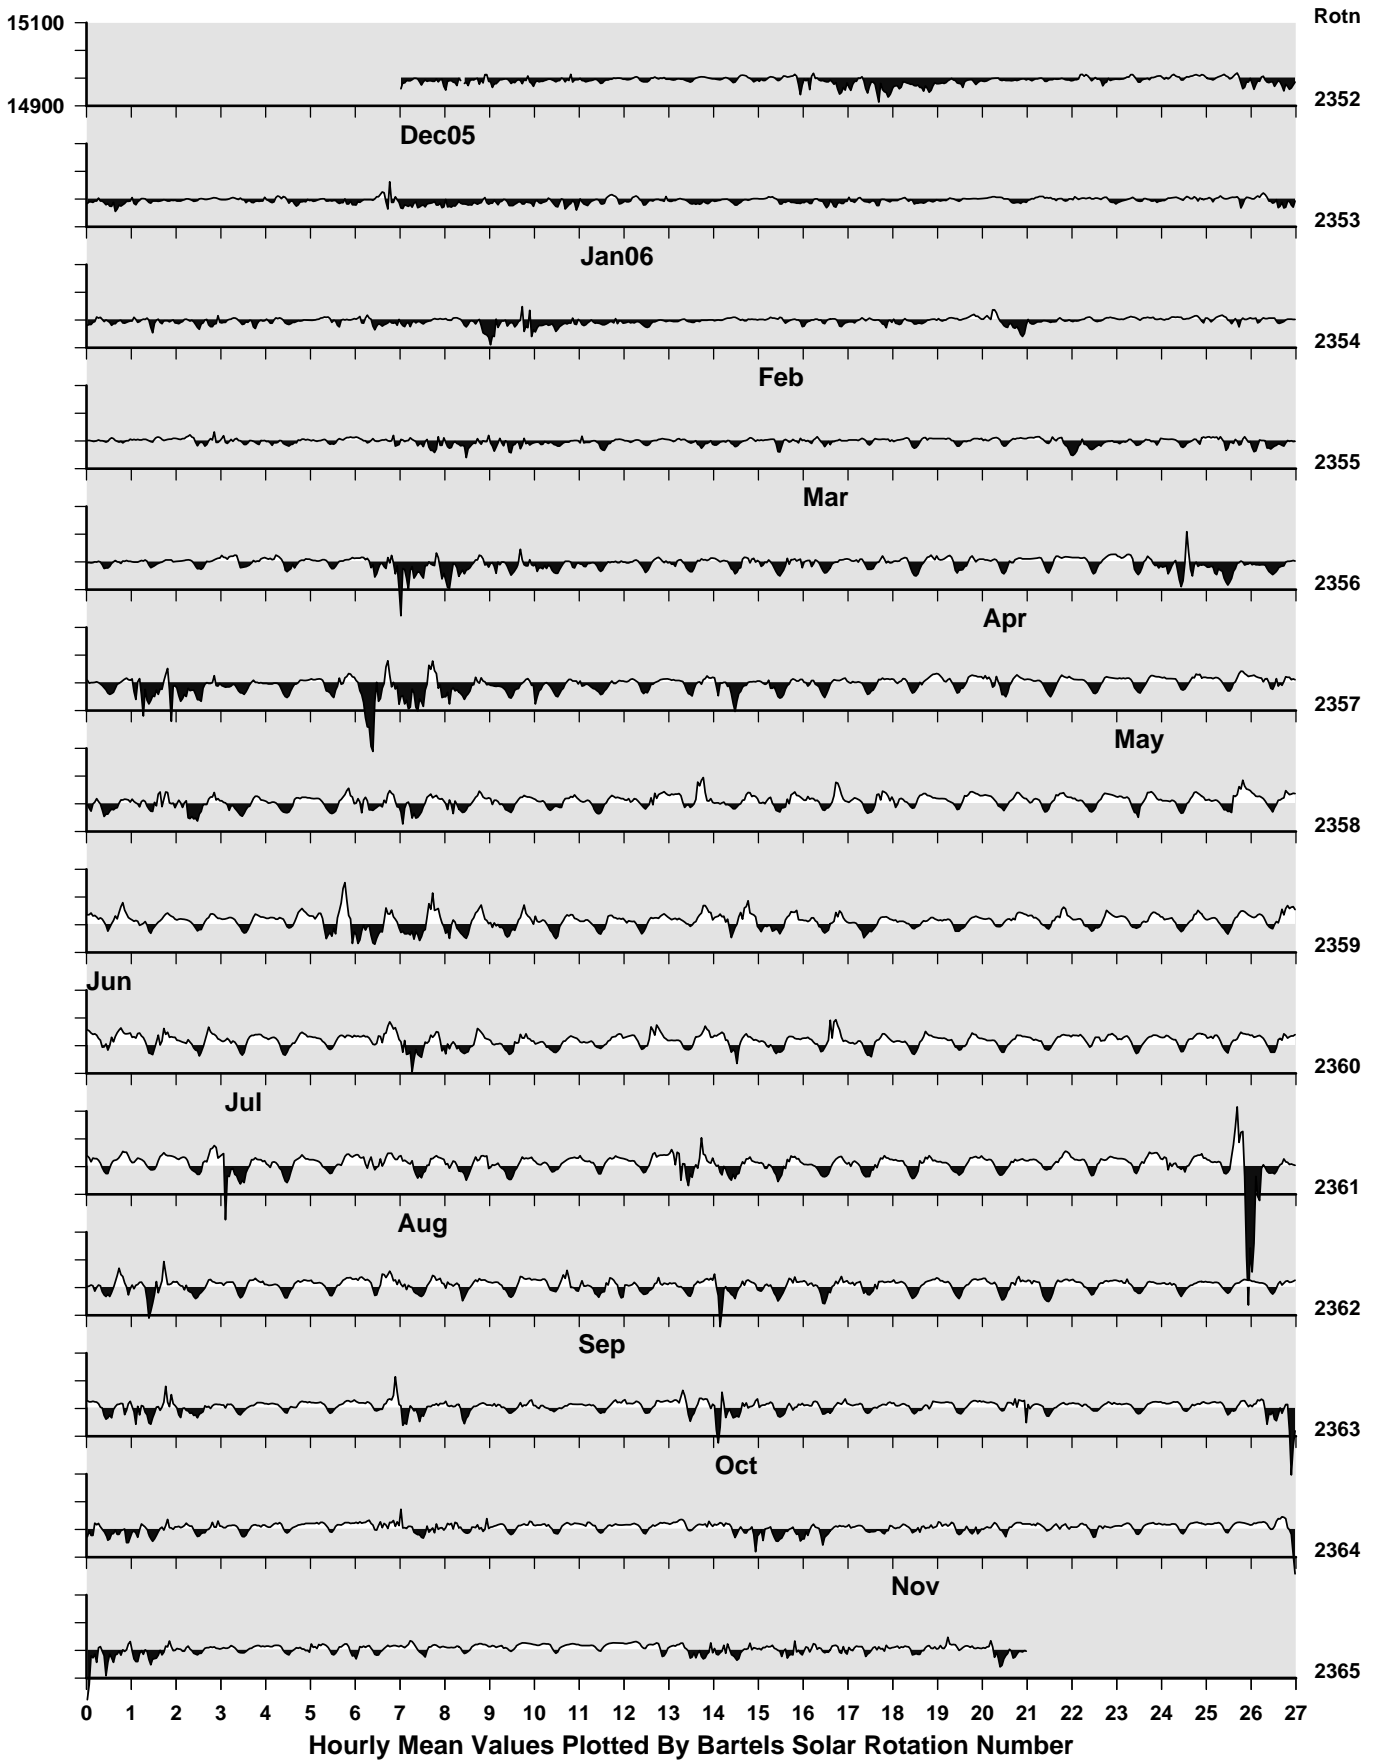 15100
Rotn
14900
2352
Dec05
2353
Jan06
2354
Feb
2355
Mar
2356
Apr
2357
May
2358
2359
Jun
2360
Jul
2361
Aug
2362
Sep
2363
Oct
2364
Nov
2365
0 1 2 3 4 5 6 7 8 9 10 11 12 13 14 15 16 17 18 19 20 21 22 23 24 25 26 27
Hourly Mean Values Plotted By Bartels Solar Rotation Number